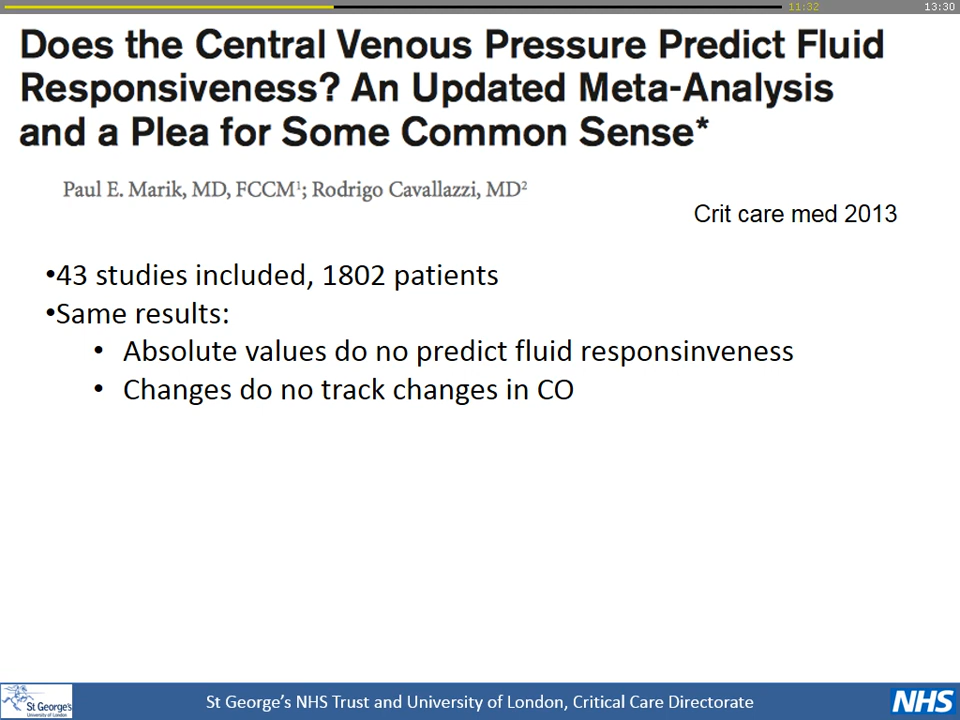 11:32
13:30
Does the Central Venous Pressure Predict Fluid
Responsiveness? An Updated Meta-Analysis
and a Plea for Some Common Sense*
Paul E. Marik, MD, FCCM1; Rodrigo Cavallazzi, MD2
Crit care med 2013
•43 studies included, 1802 patients
•Same results:
• Absolute values do no predict fluid responsinveness
• Changes do no track changes in CO
St George's
University of London
St George’s NHS Trust and University of London, Critical Care Directorate
NHS